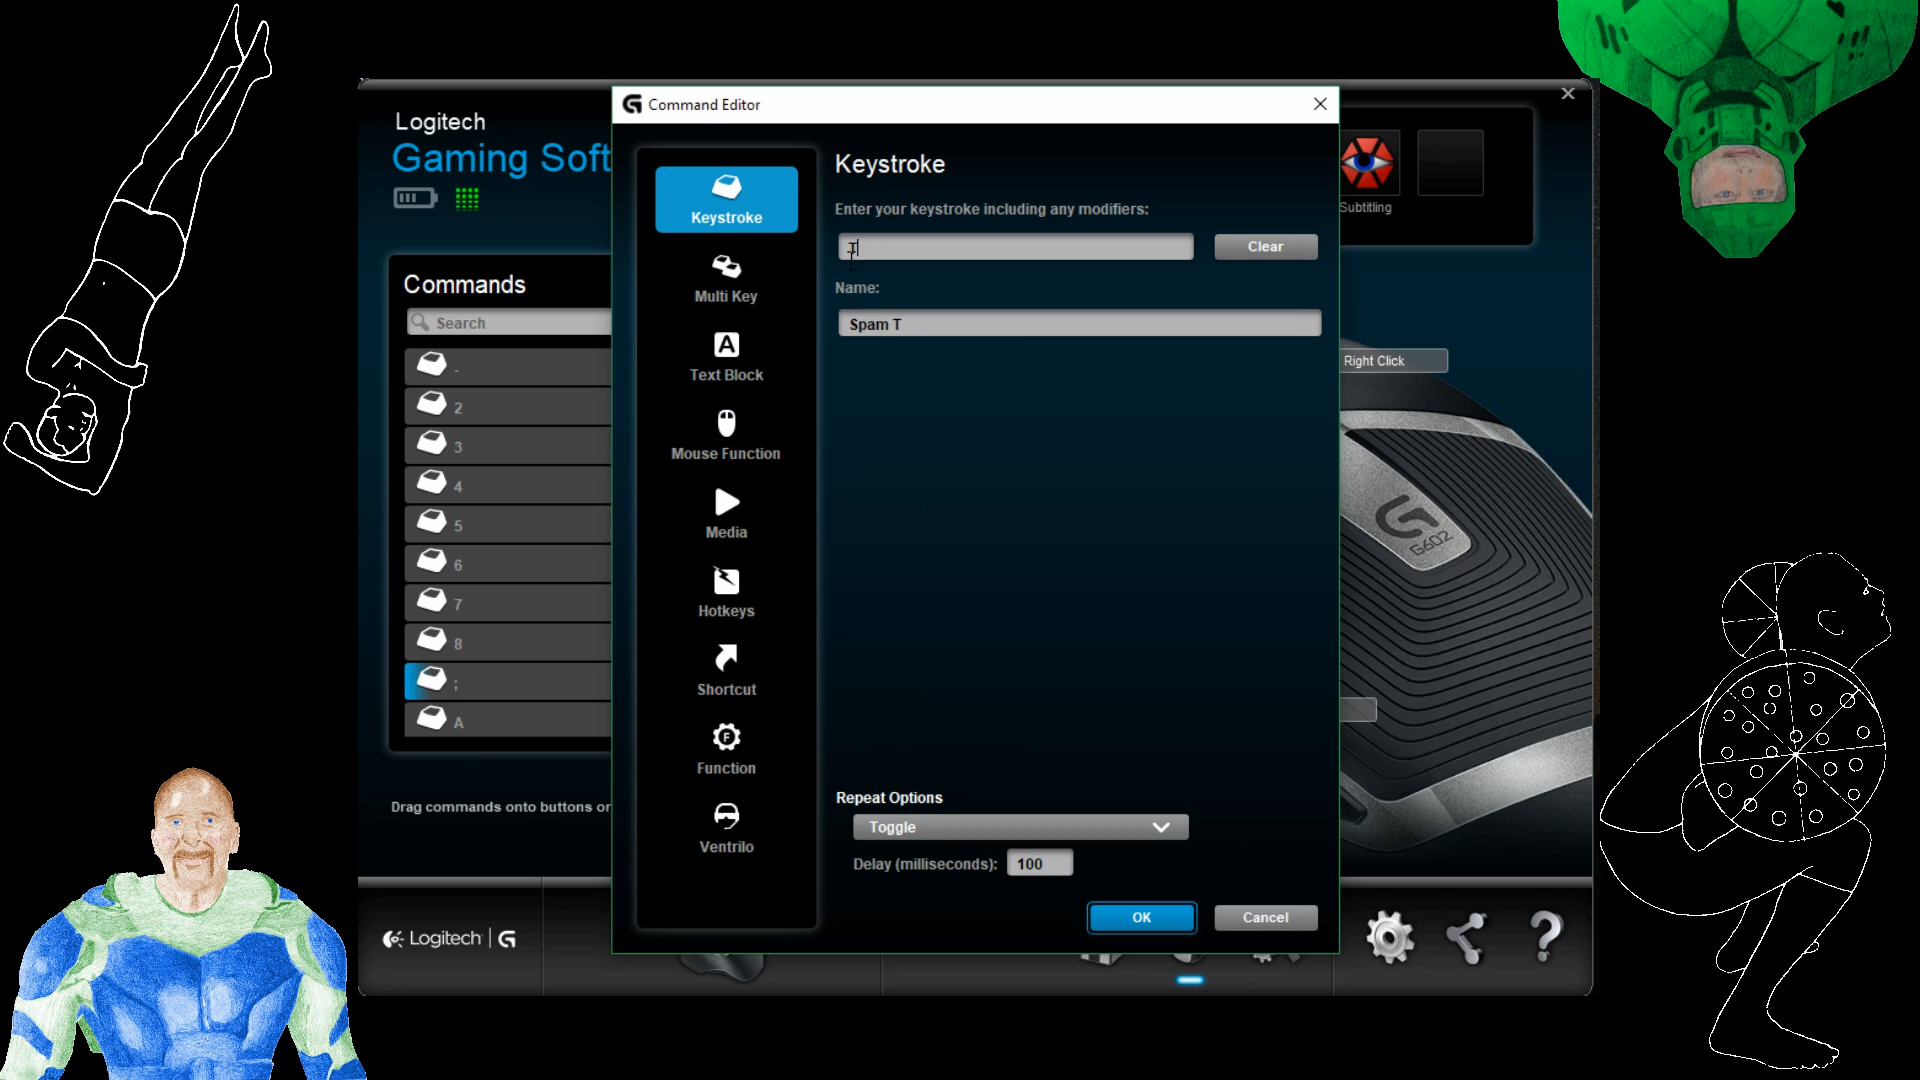 Logitech
Gaming Soft
Commands
Search
-
2
3
4
5
6
7
8
;
A
Drag commands onto buttons or
Logitech | G
Command Editor
Keystroke
Multi Key
A
Text Block
Mouse Function
Media
Hotkeys
Shortcut
F
Function
Ventrilo
Keystroke
Enter your keystroke including any modifiers:
T
Clear
Name:
Spam T
Repeat Options
Toggle
Delay (milliseconds):
100
OK
Cancel
Subtitling
Right Click
G602
?